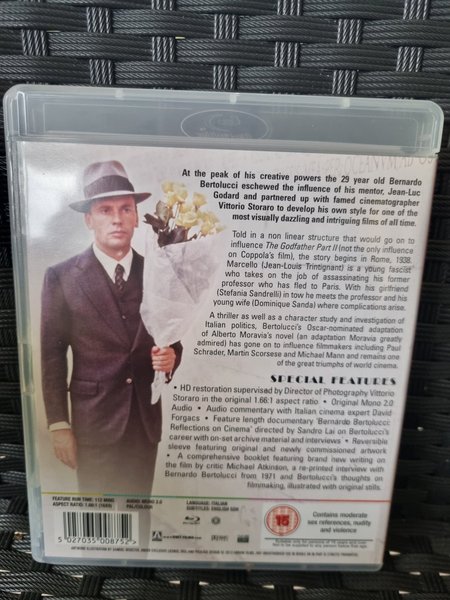 At the peak of his creative powers the 29 year old Bernardo
Bertolucci eschewed the influence of his mentor, Jean-Luc
Godard and partnered up with famed cinematographer
Vittorio Storaro to develop his own style for one of the
most visually dazzling and intriguing films of all time.
Told in a non linear structure that would go on to
influence The Godfather Part II (not the only influence
on Coppola's film), the story begins in Rome, 1938.
Marcello (Jean-Louis Trintignant) is a young fascist
who takes on the job of assassinating his former
professor who has fled to Paris. With his girlfriend
(Stefania Sandrelli) in tow he meets the professor and his
young wife (Dominique Sanda) where complications arise.
A thriller as well as a character study and investigation of
Italian politics, Bertolucci's Oscar-nominated adaptation
of Alberto Moravia's novel (an adaptation Moravia greatly
admired) has gone on to influence filmmakers including Paul
Schrader, Martin Scorsese and Michael Mann and remains one
of the great triumphs of world cinema.
SPECIAL FEATURES
• HD restoration supervised by Director of Photography Vittorio
Storaro in the original 1.66:1 aspect ratio • Original Mono 2.0
Audio • Audio commentary with Italian cinema expert David
Forgacs • Feature length documentary 'Bernardo Bertolucci:
Reflections on Cinema' directed by Sandro Lai on Bertolucci's
career with on-set archive material and interviews • Reversible
sleeve featuring original and newly commissioned artwork
• A comprehensive booklet featuring brand new writing on
the film by critic Michael Atkinson, a re-printed interview with
Bernardo Bertolucci from 1971 and Bertolucci's thoughts on
filmmaking, illustrated with original stills.
FEATURE RUN TIME: 112 MINS
ASPECT RATIO: 1.66:1 (16X9)
AUDIO: MONO 2.0
PAL/COLOUR
LANGUAGE: ITALIAN
SUBTITLES: ENGLISH SDH
5 027035 008752
15
Contains moderate
sex references, nudity and
violence